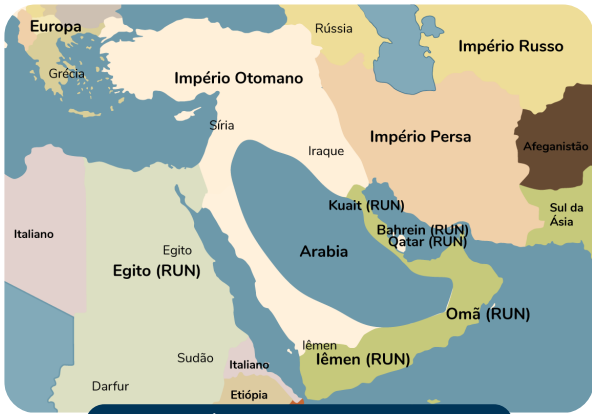 Europa
Grécia
Rússia
Império Russo
Império Otomano
Síria
Iraque
Império Persa
Afeganistão
Kuait (RUN)
Bahrein (RUN)
Qatar (RUN)
Sul da
Ásia
Italiano
Arabia
Egito
Egito (RUN)
Omã (RUN)
Iêmen
Iêmen (RUN)
Sudão
Italiano
Darfur
Etiópia